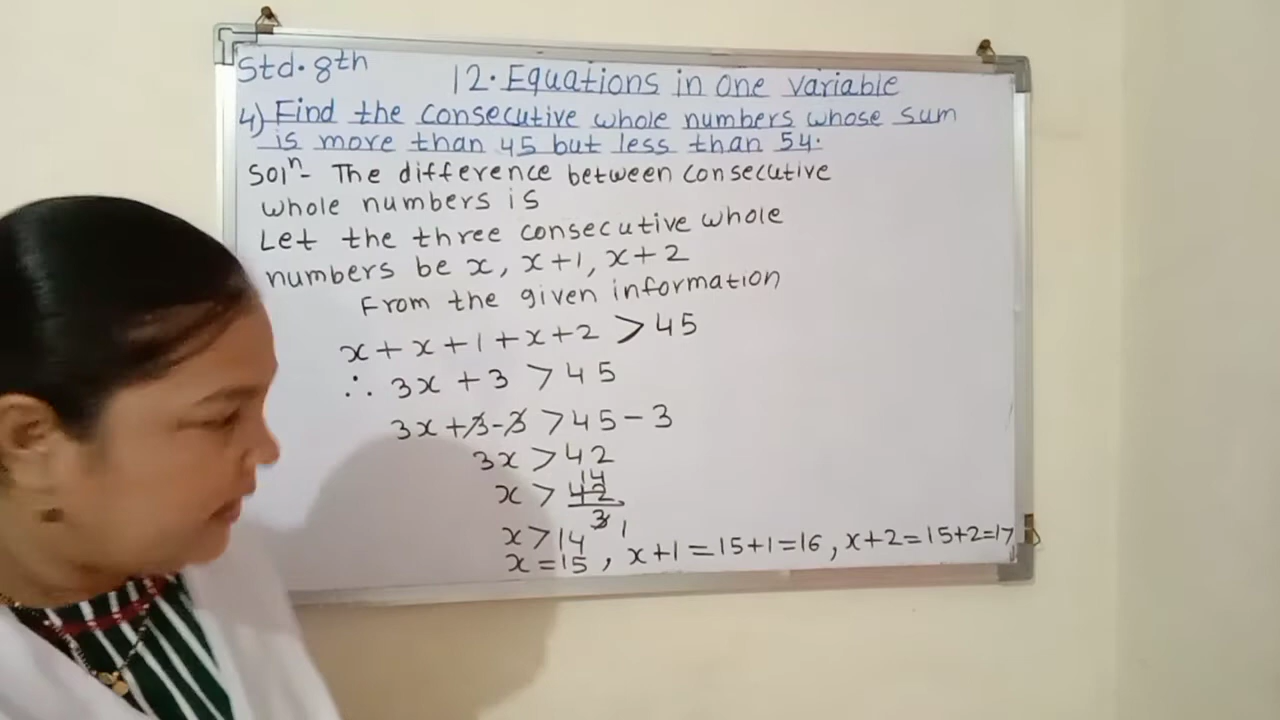 Std. 8th
12. Equations in one variable
4) Find the consecutive whole numbers whose sum
is more than 45 but less than 54.
Solⁿ- The difference between consecutive
whole numbers is
Let the three consecutive whole
numbers be x, x+1, x+2
From the given information
x + x + 1 + x + 2 > 45
∴ 3x + 3 > 45
3x + 3 - 3 > 45 - 3
3x > 42
14
x > 42
3 1
x > 14
x = 15, x+1 = 15+1 = 16, x+2 = 15+2 = 17